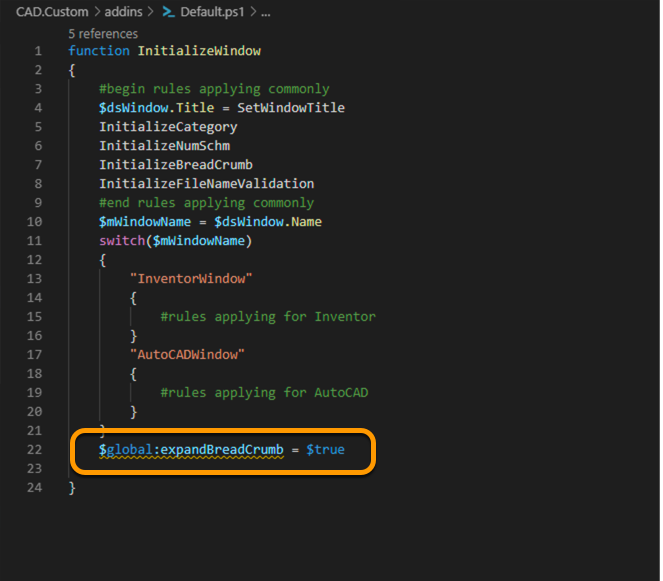 CAD.Custom > addins > Default.ps1 > ...
5 references
1 function InitializeWindow
2 {
3 #begin rules applying commonly
4 $dsWindow.Title = SetWindowTitle
5 InitializeCategory
6 InitializeNumSchm
7 InitializeBreadCrumb
8 InitializeFileNameValidation
9 #end rules applying commonly
10 $mWindowName = $dsWindow.Name
11 switch($mWindowName)
12 {
13 "InventorWindow"
14 {
15 #rules applying for Inventor
16 }
17 "AutoCADWindow"
18 {
19 #rules applying for AutoCAD
20 }
21 }
22 $global:expandBreadCrumb = $true
23
24 }